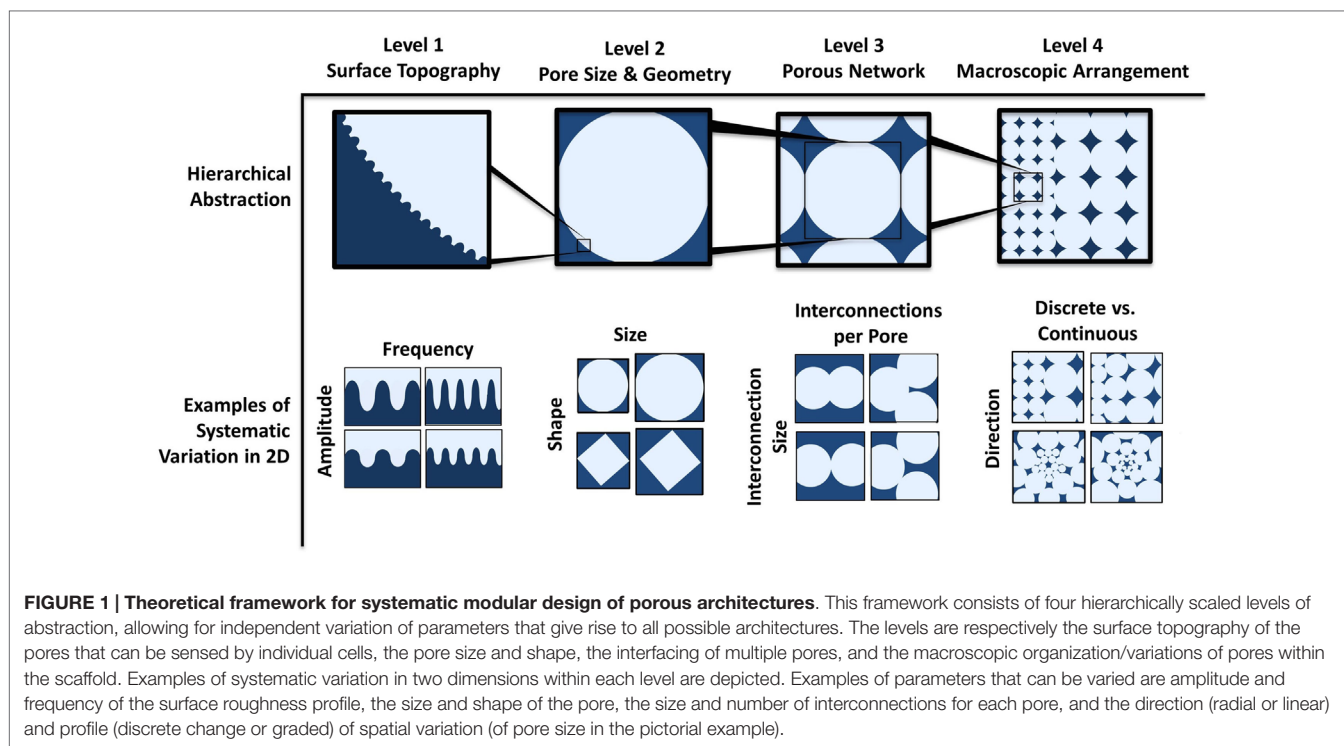 Level 1
Surface Topography
Level 2
Pore Size & Geometry
Level 3
Porous Network
Level 4
Macroscopic Arrangement
Hierarchical
Abstraction
Examples of
Systematic
Variation in 2D
Frequency
Amplitude
Size
Shape
Interconnections
per Pore
Interconnection
Size
Discrete vs.
Continuous
Direction
FIGURE 1 | Theoretical framework for systematic modular design of porous architectures. This framework consists of four hierarchically scaled levels of
abstraction, allowing for independent variation of parameters that give rise to all possible architectures. The levels are respectively the surface topography of the
pores that can be sensed by individual cells, the pore size and shape, the interfacing of multiple pores, and the macroscopic organization/variations of pores within
the scaffold. Examples of systematic variation in two dimensions within each level are depicted. Examples of parameters that can be varied are amplitude and
frequency of the surface roughness profile, the size and shape of the pore, the size and number of interconnections for each pore, and the direction (radial or linear)
and profile (discrete change or graded) of spatial variation (of pore size in the pictorial example).